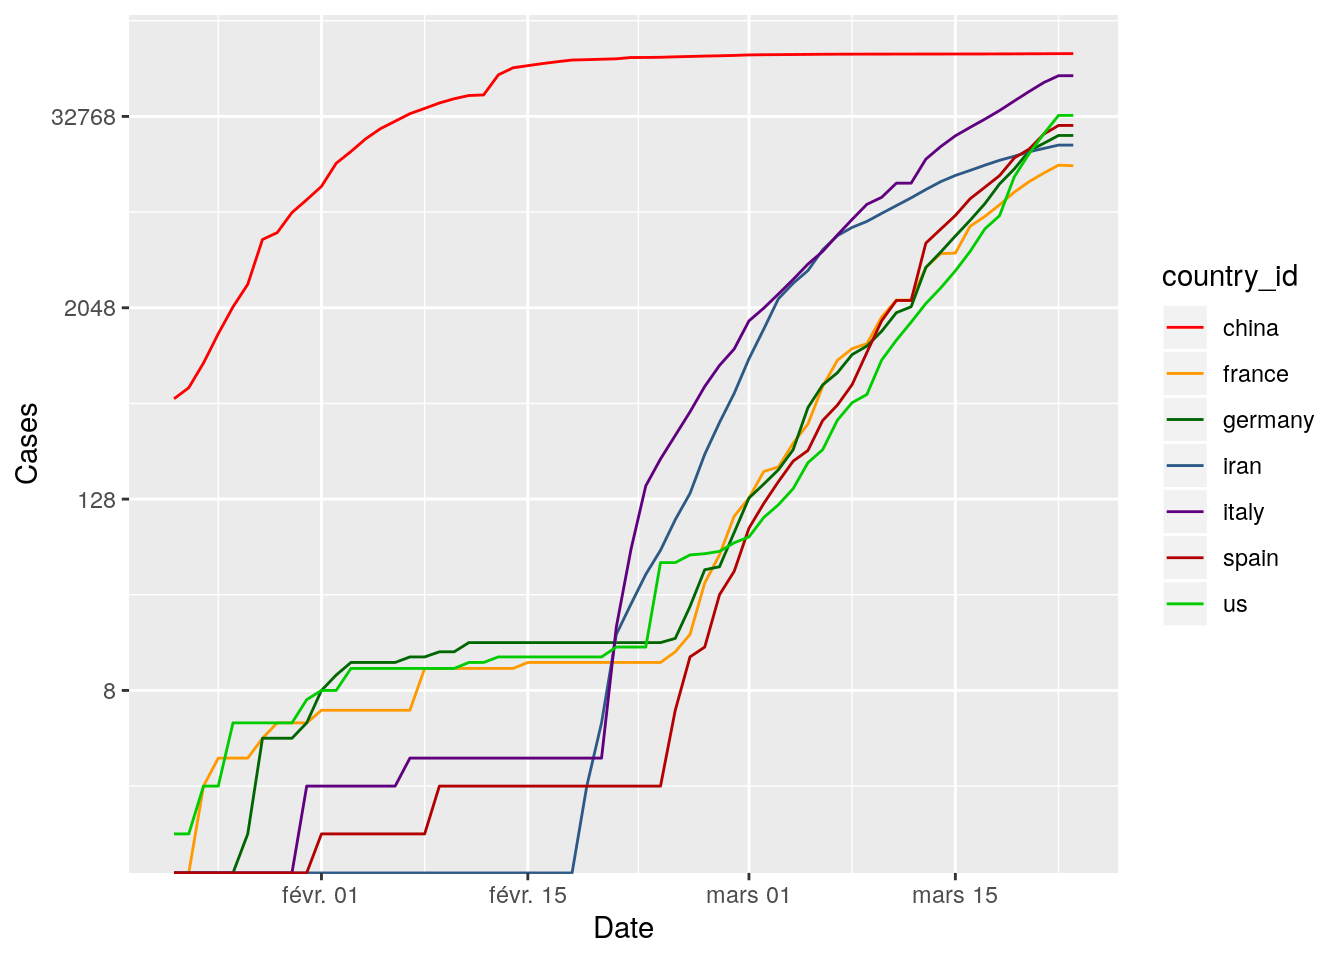 32768
2048
128
8
Cases
févr. 01
févr. 15
mars 01
mars 15
Date
country_id
china
france
germany
iran
italy
spain
us